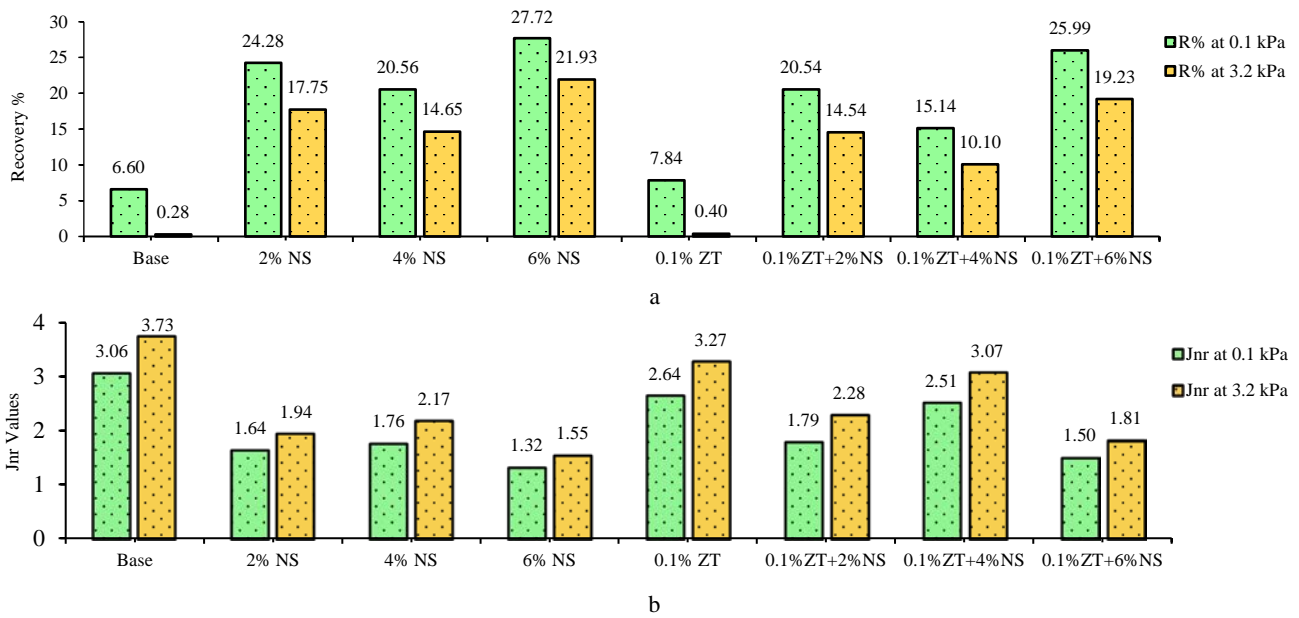 30
25
20
15
10
5
0
Recovery %
6.60
0.28
24.28
17.75
20.56
14.65
27.72
21.93
7.84
0.40
20.54
14.54
15.14
10.10
25.99
19.23
R% at 0.1 kPa
R% at 3.2 kPa
Base
2% NS
4% NS
6% NS
0.1% ZT
0.1%ZT+2%NS
0.1%ZT+4%NS
0.1%ZT+6%NS
a
4
3
2
1
0
Jnr Values
3.06
3.73
1.64
1.94
1.76
2.17
1.32
1.55
2.64
3.27
1.79
2.28
2.51
3.07
1.50
1.81
Jnr at 0.1 kPa
Jnr at 3.2 kPa
Base
2% NS
4% NS
6% NS
0.1% ZT
0.1%ZT+2%NS
0.1%ZT+4%NS
0.1%ZT+6%NS
b